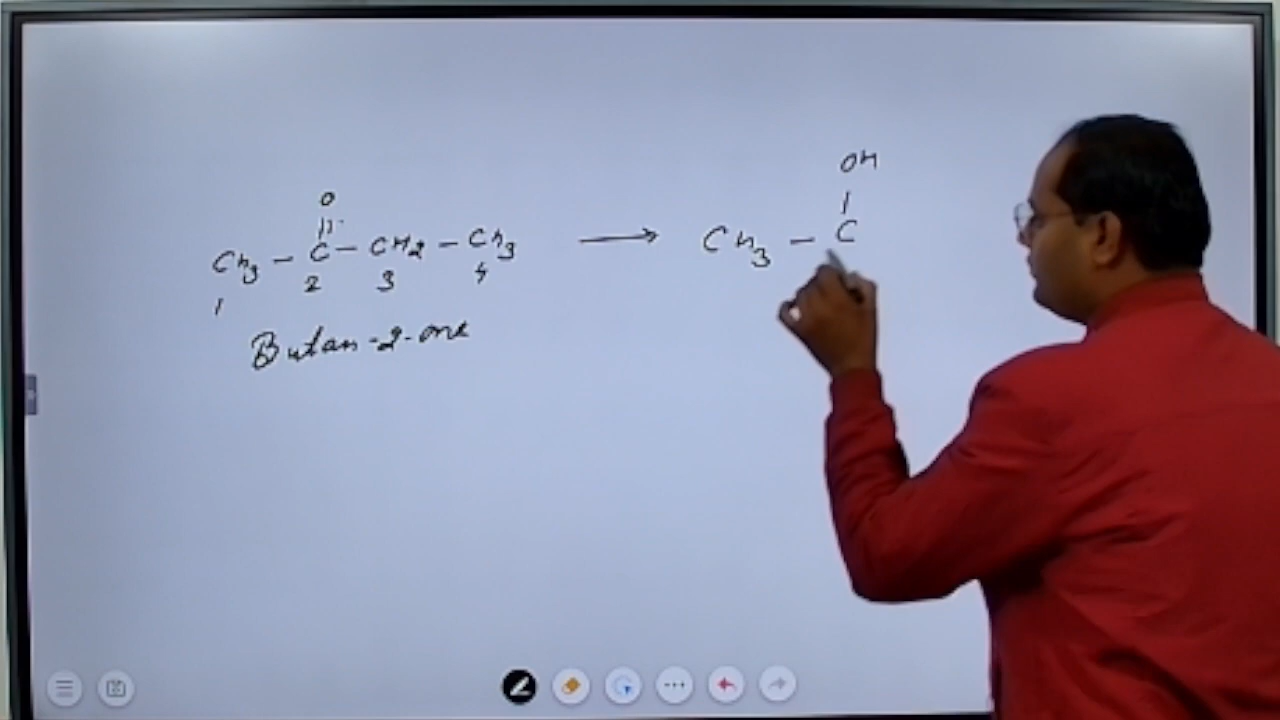 O OH
||
CH3 – C – CH2 – CH3 ⟶ CH3 – C
1 2 3 4
Butan-2-one